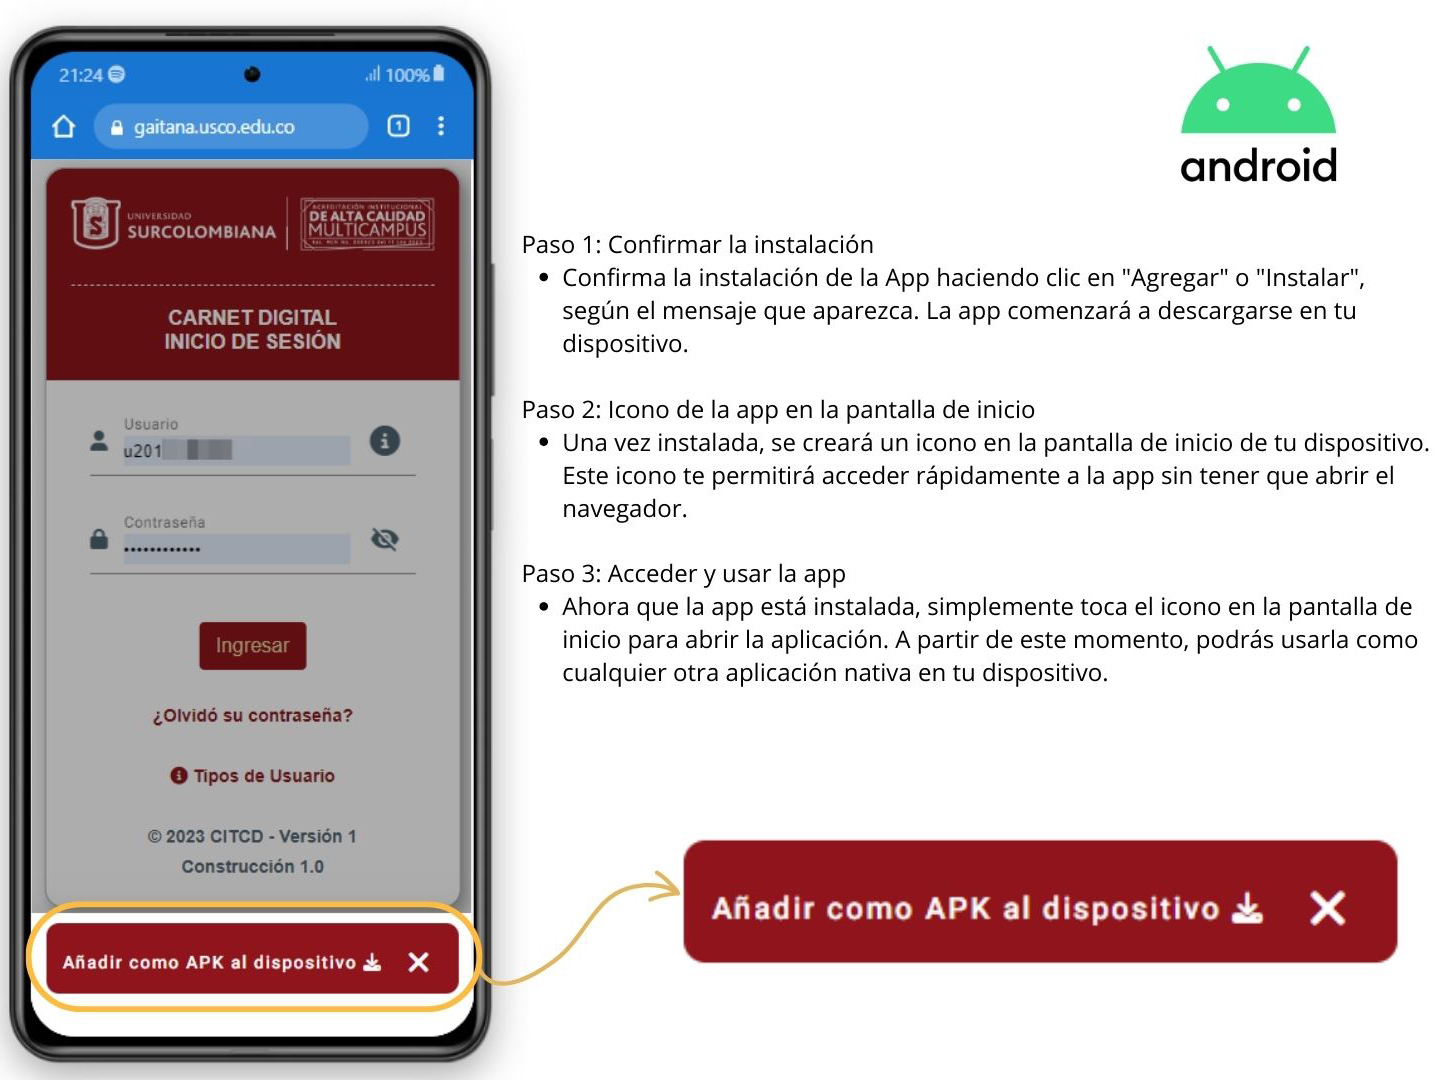 21:24
100%
gaitana.usco.edu.co
1
UNIVERSIDAD
SURCOLOMBIANA
ACREDITACIÓN INSTITUCIONAL
DE ALTA CALIDAD
MULTICAMPUS
CARNET DIGITAL
INICIO DE SESIÓN
Usuario
u201
Contraseña
Ingresar
¿Olvidó su contraseña?
Tipos de Usuario
© 2023 CITCD - Versión 1
Construcción 1.0
Añadir como APK al dispositivo
android
Paso 1: Confirmar la instalación
• Confirma la instalación de la App haciendo clic en "Agregar" o "Instalar",
según el mensaje que aparezca. La app comenzará a descargarse en tu
dispositivo.
Paso 2: Icono de la app en la pantalla de inicio
• Una vez instalada, se creará un icono en la pantalla de inicio de tu dispositivo.
Este icono te permitirá acceder rápidamente a la app sin tener que abrir el
navegador.
Paso 3: Acceder y usar la app
• Ahora que la app está instalada, simplemente toca el icono en la pantalla de
inicio para abrir la aplicación. A partir de este momento, podrás usarla como
cualquier otra aplicación nativa en tu dispositivo.
Añadir como APK al dispositivo